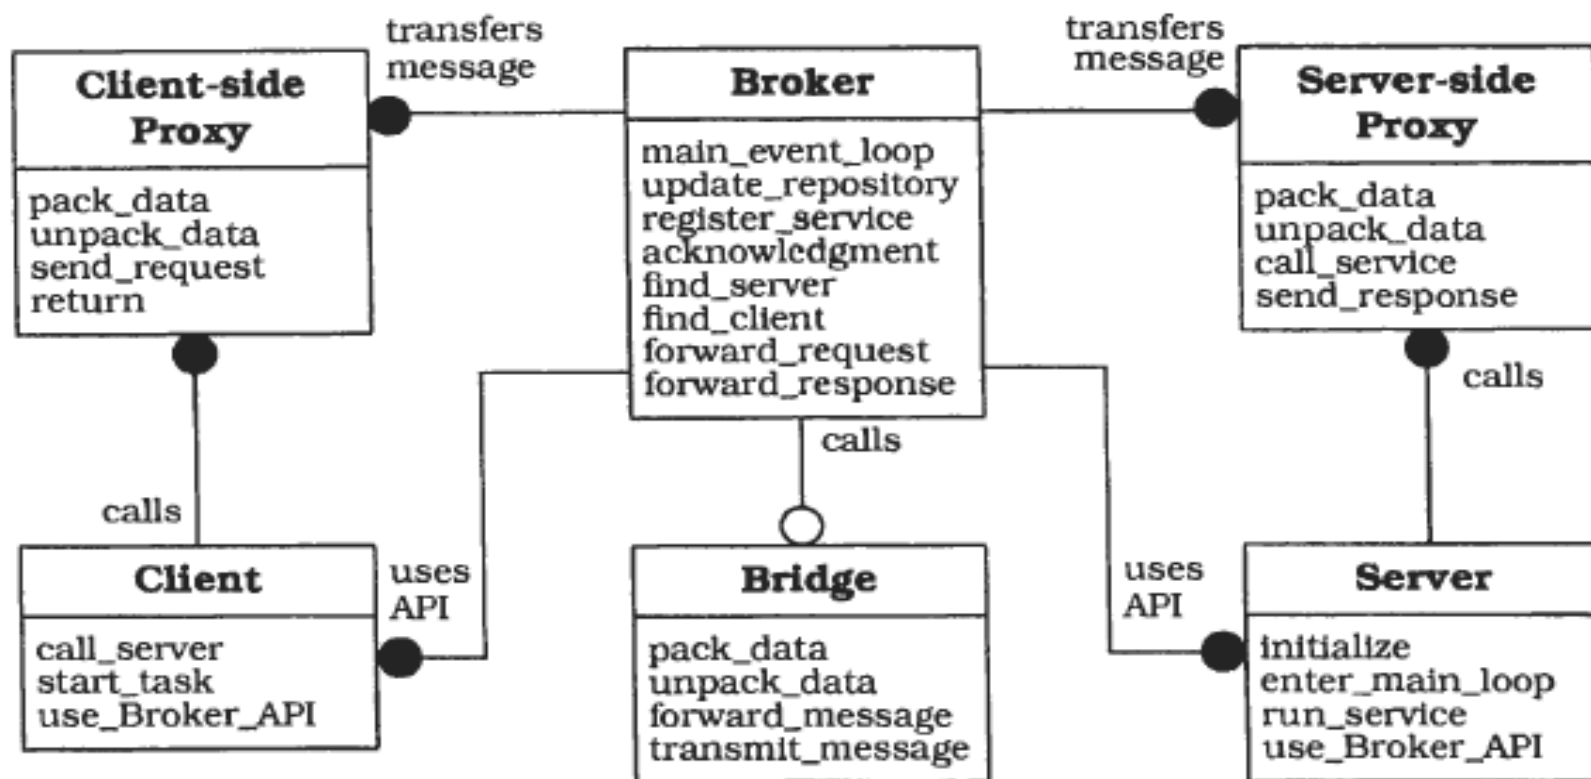 transfers
message
Client-side
Proxy
pack_data
unpack_data
send_request
return
Broker
main_event_loop
update_repository
register_service
acknowledgment
find_server
find_client
forward_request
forward_response
transfers
message
Server-side
Proxy
pack_data
unpack_data
call_service
send_response
calls
calls
calls
uses
API
uses
API
Client
call_server
start_task
use_Broker_API
Bridge
pack_data
unpack_data
forward_message
transmit_message
Server
initialize
enter_main_loop
run_service
use_Broker_API